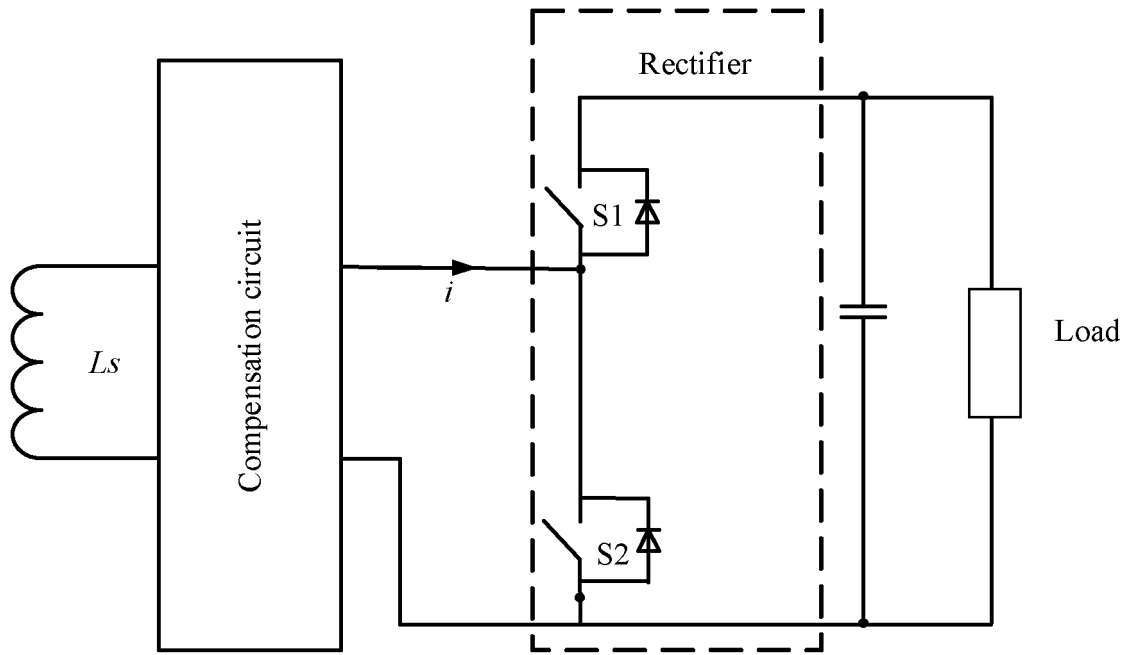 Rectifier
S1
i
Ls
Compensation circuit
Load
S2